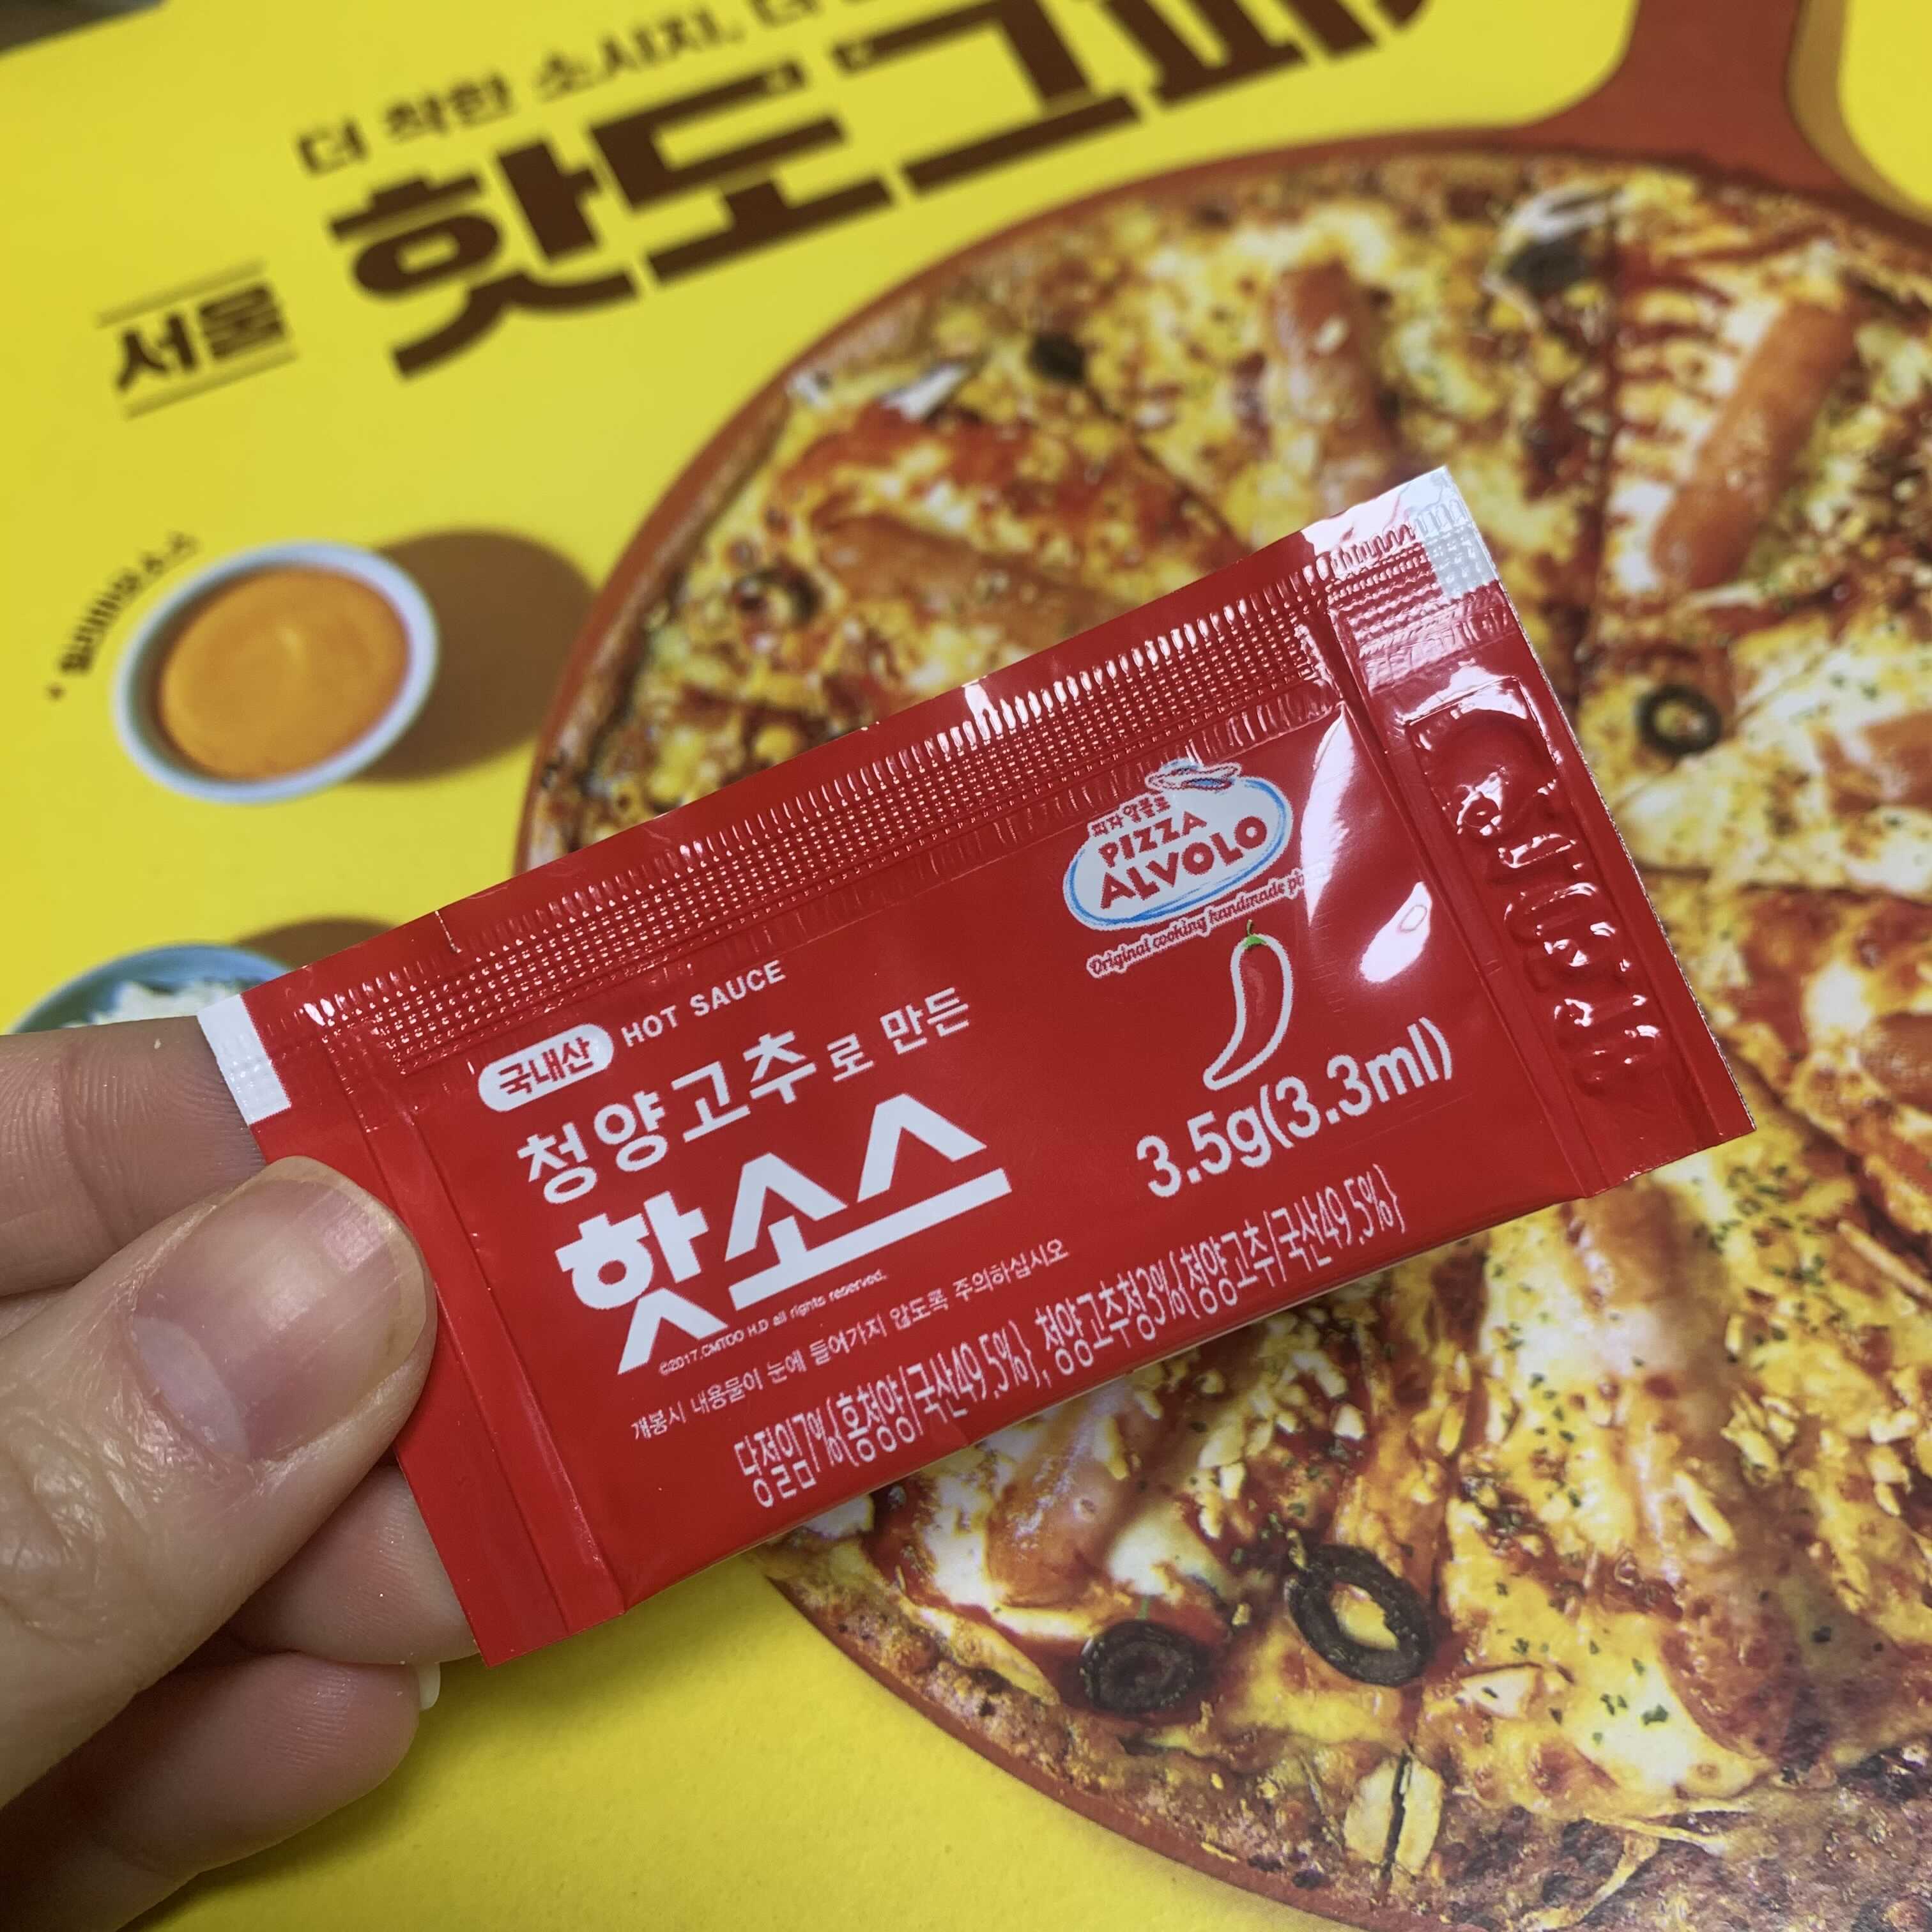 더 착한 소시지, 더
서울 핫도그피
피자알볼로
PIZZA
ALVOLO
Original cooking handmade
국내산 HOT SAUCE
청양고추로 만든
핫소스
3.5g(3.3ml)
©2017.CMTOO H.D all rights reserved.
개봉시 내용물이 눈에 들어가지 않도록 주의하십시오
당절임7%(홍청양/국산49.5%), 청양고추청3%(청양고추/국산49.5%)